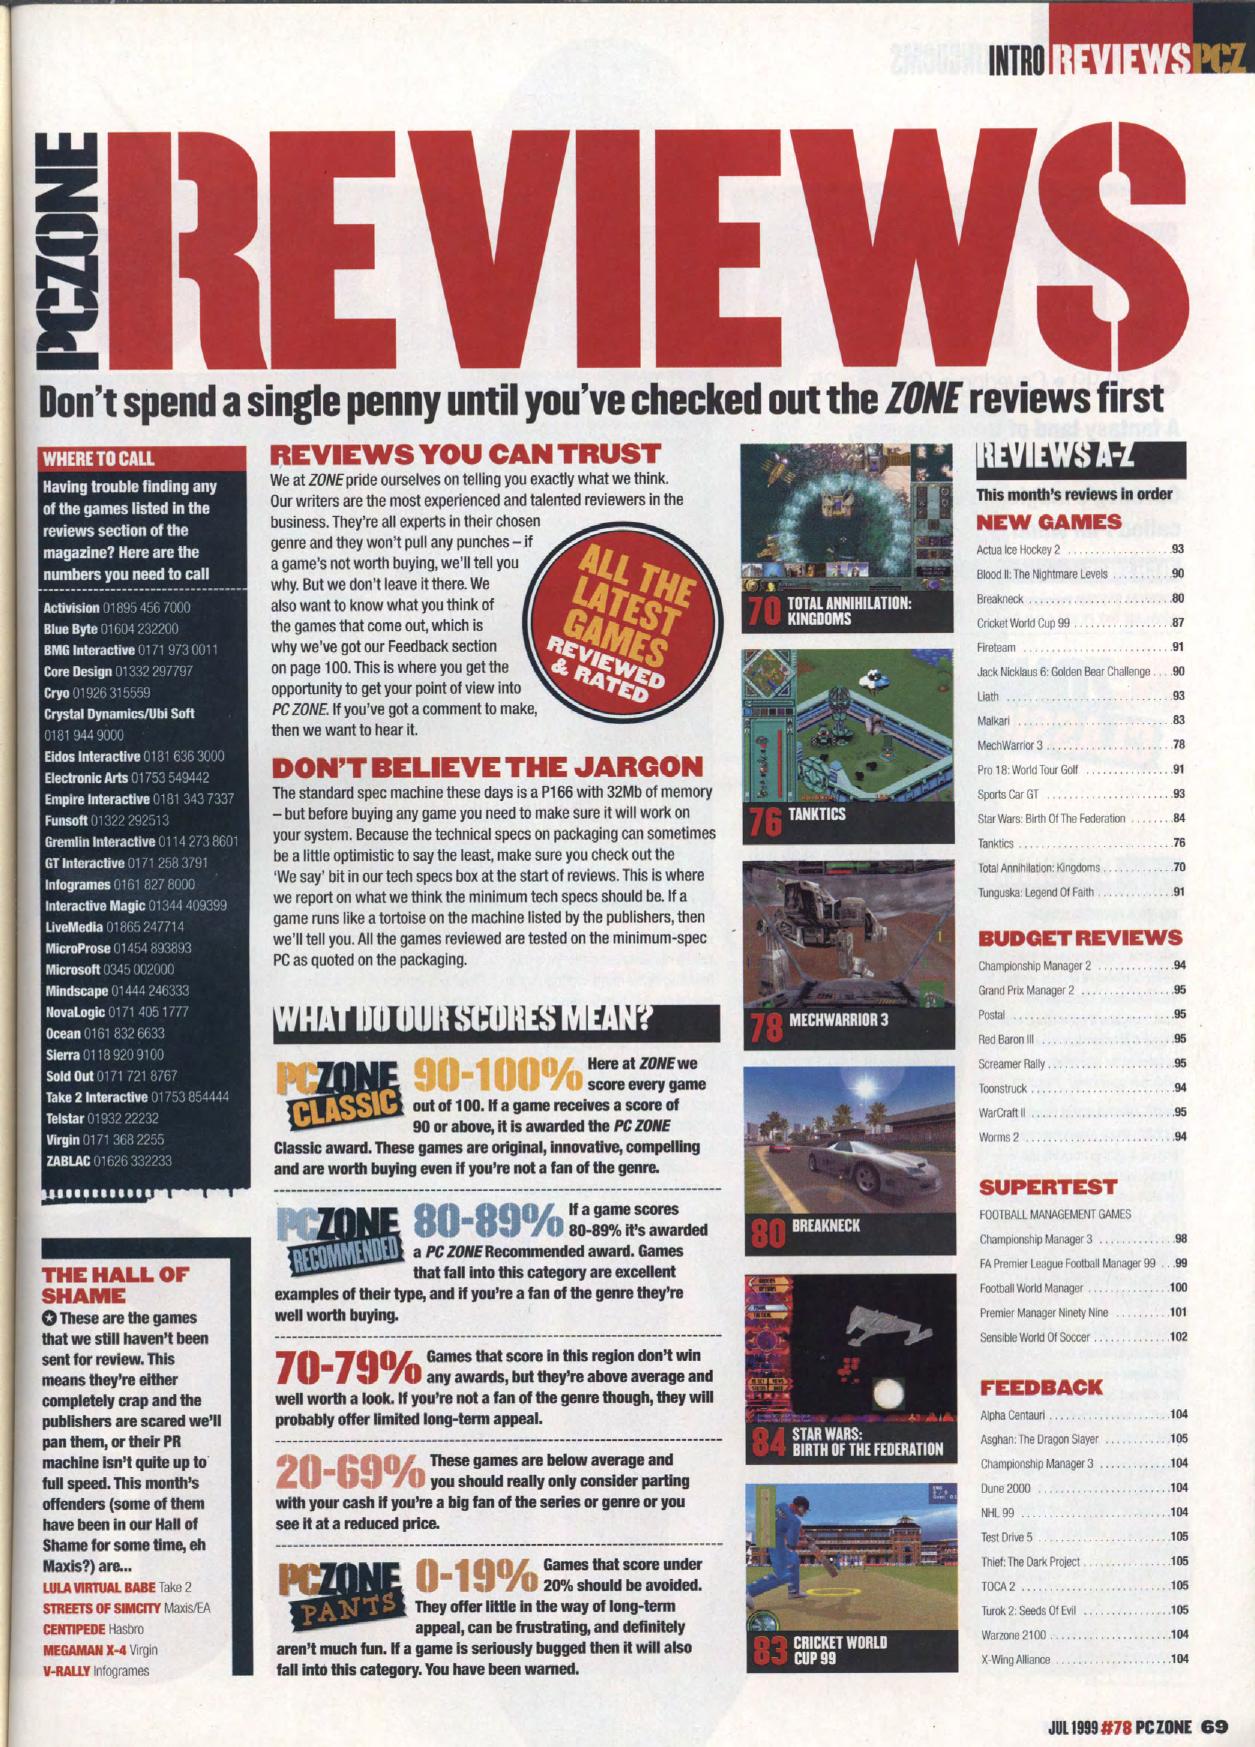 INTRO REVIEWS PCZ
PCZONE
REVIEWS
Don't spend a single penny until you've checked out the ZONE reviews first
WHERE TO CALL
Having trouble finding any
of the games listed in the
reviews section of the
magazine? Here are the
numbers you need to call
Activision 01895 456 7000
Blue Byte 01604 232200
BMG Interactive 0171 973 0011
Core Design 01332 297797
Cryo 01926 315559
Crystal Dynamics/Ubi Soft
0181 944 9000
Eidos Interactive 0181 636 3000
Electronic Arts 01753 549442
Empire Interactive 0181 343 7337
Funsoft 01322 292513
Gremlin Interactive 0114 273 8601
GT Interactive 0171 258 3791
Infogrames 0161 827 8000
Interactive Magic 01344 409399
LiveMedia 01865 247714
MicroProse 01454 893893
Microsoft 0345 002000
Mindscape 01444 246333
NovaLogic 0171 405 1777
Ocean 0161 832 6633
Sierra 0118 920 9100
Sold Out 0171 721 8767
Take 2 Interactive 01753 854444
Telstar 01932 22232
Virgin 0171 368 2255
ZABLAC 01626 332233
THE HALL OF
SHAME
These are the games
that we still haven't been
sent for review. This
means they're either
completely crap and the
publishers are scared we'll
pan them, or their PR
machine isn't quite up to
full speed. This month's
offenders (some of them
have been in our Hall of
Shame for some time, eh
Maxis?) are...
LULA VIRTUAL BABE Take 2
STREETS OF SIMCITY Maxis/EA
CENTIPEDE Hasbro
MEGAMAN X-4 Virgin
V-RALLY Infogrames
REVIEWS YOU CAN TRUST
We at ZONE pride ourselves on telling you exactly what we think.
Our writers are the most experienced and talented reviewers in the
business. They're all experts in their chosen
genre and they won't pull any punches – if
a game's not worth buying, we'll tell you
why. But we don't leave it there. We
also want to know what you think of
the games that come out, which is
why we've got our Feedback section
on page 100. This is where you get the
opportunity to get your point of view into
PC ZONE. If you've got a comment to make,
then we want to hear it.
ALL THE
LATEST
GAMES
REVIEWED
& RATED
DON'T BELIEVE THE JARGON
The standard spec machine these days is a P166 with 32Mb of memory
– but before buying any game you need to make sure it will work on
your system. Because the technical specs on packaging can sometimes
be a little optimistic to say the least, make sure you check out the
'We say' bit in our tech specs box at the start of reviews. This is where
we report on what we think the minimum tech specs should be. If a
game runs like a tortoise on the machine listed by the publishers, then
we'll tell you. All the games reviewed are tested on the minimum-spec
PC as quoted on the packaging.
WHAT DO OUR SCORES MEAN?
PCZONE
CLASSIC
90-100% Here at ZONE we
score every game
out of 100. If a game receives a score of
90 or above, it is awarded the PC ZONE
Classic award. These games are original, innovative, compelling
and are worth buying even if you're not a fan of the genre.
PCZONE
RECOMMENDED
80-89% If a game scores
80-89% it's awarded
a PC ZONE Recommended award. Games
that fall into this category are excellent
examples of their type, and if you're a fan of the genre they're
well worth buying.
70-79% Games that score in this region don't win
any awards, but they're above average and
well worth a look. If you're not a fan of the genre though, they will
probably offer limited long-term appeal.
20-69% These games are below average and
you should really only consider parting
with your cash if you're a big fan of the series or genre or you
see it at a reduced price.
PCZONE
PANTS
0-19% Games that score under
20% should be avoided.
They offer little in the way of long-term
appeal, can be frustrating, and definitely
aren't much fun. If a game is seriously bugged then it will also
fall into this category. You have been warned.
70 TOTAL ANNIHILATION:
KINGDOMS
76 TANKTICS
78 MECHWARRIOR 3
80 BREAKNECK
84 STAR WARS:
BIRTH OF THE FEDERATION
83 CRICKET WORLD
CUP 99
REVIEWS A-Z
This month's reviews in order
NEW GAMES
Actua Ice Hockey 2 .................. 93
Blood II: The Nightmare Levels .......... 90
Breakneck .................. 80
Cricket World Cup 99 .................. 87
Fireteam .................. 91
Jack Nicklaus 6: Golden Bear Challenge .... 90
Liath .................. 93
Malkari .................. 83
MechWarrior 3 .................. 78
Pro 18: World Tour Golf .................. 91
Sports Car GT .................. 93
Star Wars: Birth Of The Federation ........ 84
Tanktics .................. 76
Total Annihilation: Kingdoms ............ 70
Tunguska: Legend Of Faith .............. 91
BUDGET REVIEWS
Championship Manager 2 ............. 94
Grand Prix Manager 2 ............... 95
Postal .................. 95
Red Baron III .................. 95
Screamer Rally .................. 95
Toonstruck .................. 94
WarCraft II .................. 95
Worms 2 .................. 94
SUPERTEST
FOOTBALL MANAGEMENT GAMES
Championship Manager 3 ............. 98
FA Premier League Football Manager 99 ... 99
Football World Manager .............. 100
Premier Manager Ninety Nine .......... 101
Sensible World Of Soccer ............. 102
FEEDBACK
Alpha Centauri .................. 104
Asghan: The Dragon Slayer ........... 105
Championship Manager 3 ............ 104
Dune 2000 .................. 104
NHL 99 .................. 104
Test Drive 5 .................. 105
Thief: The Dark Project .............. 105
TOCA 2 .................. 105
Turok 2: Seeds Of Evil .............. 105
Warzone 2100 .................. 104
X-Wing Alliance .................. 104
JUL 1999 #78 PC ZONE 69